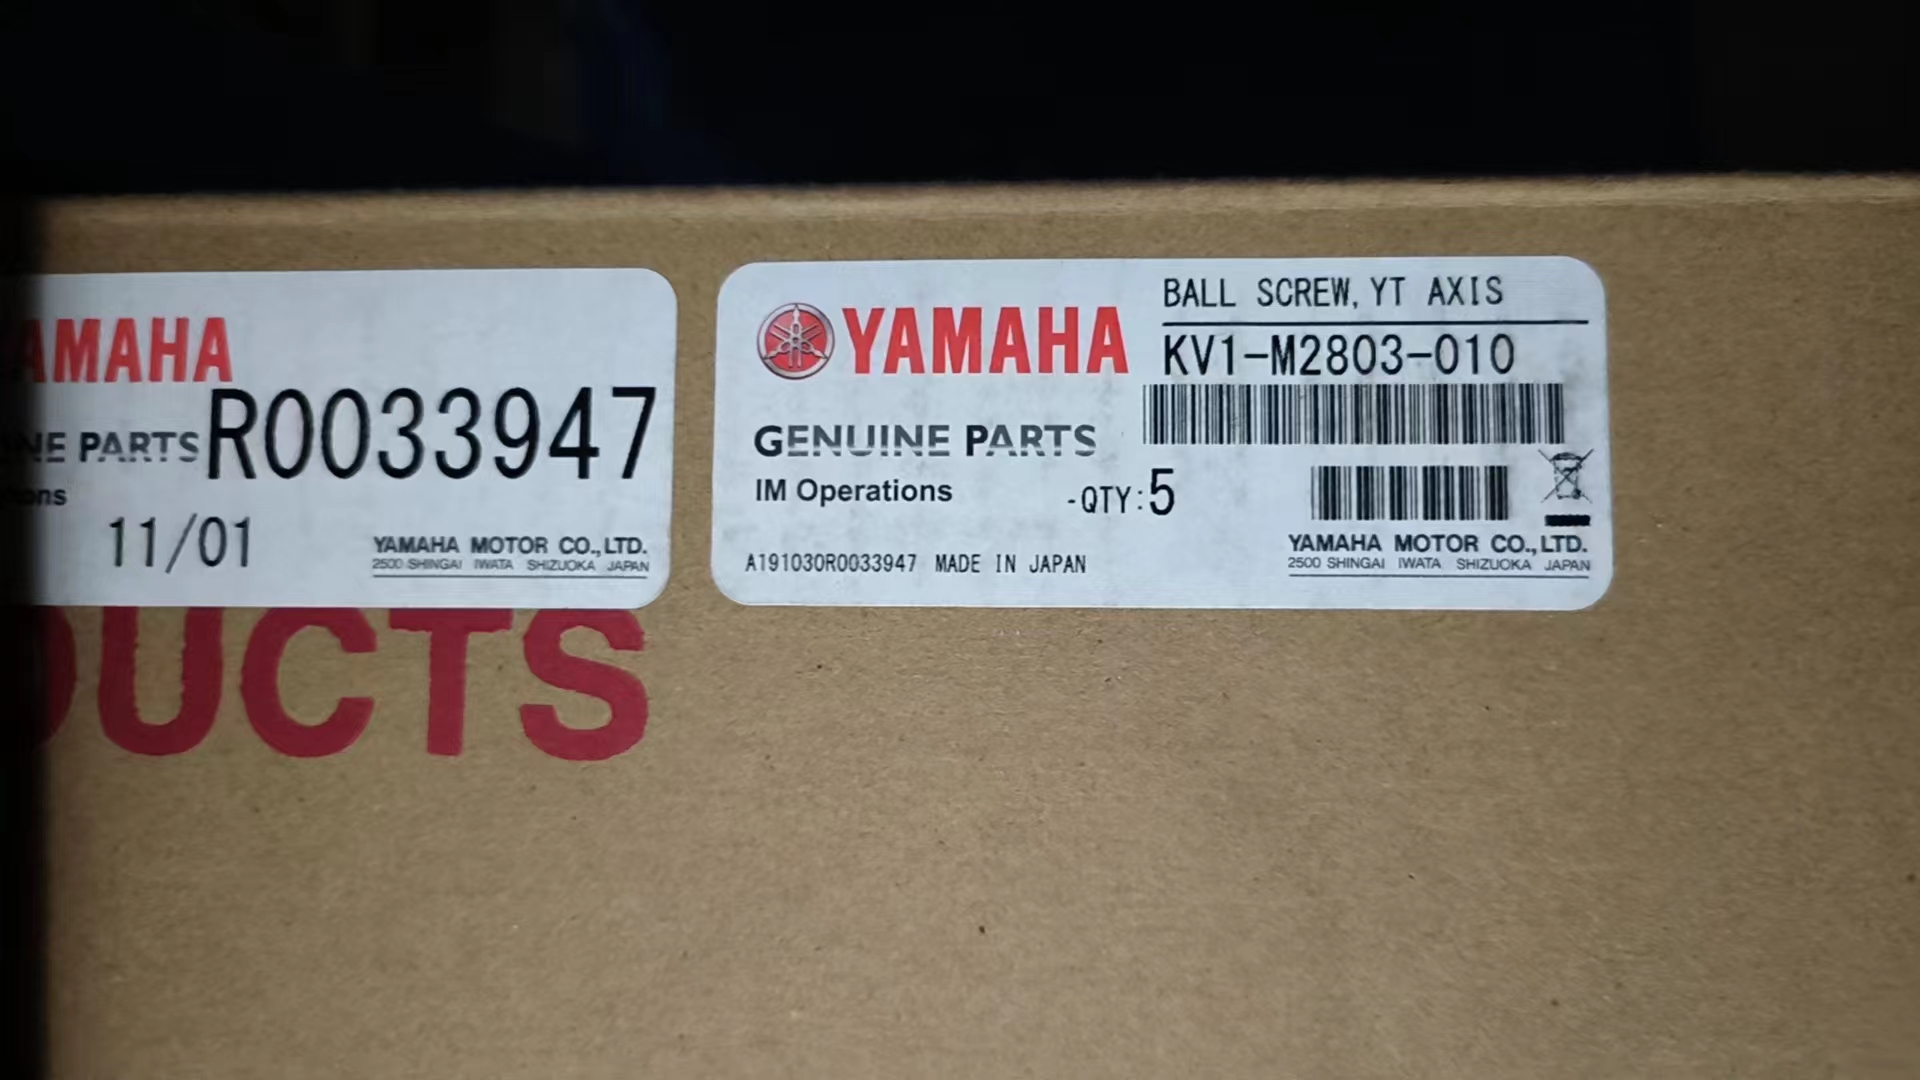 AMAHA
NE PARTS R0033947
ons
11/01
YAMAHA MOTOR CO.,LTD.
2500 SHINGAI IWATA SHIZUOKA JAPAN
UCTS
YAMAHA
GENUINE PARTS
IM Operations
BALL SCREW, YT AXIS
KV1-M2803-010
-QTY:5
A191030R0033947 MADE IN JAPAN
YAMAHA MOTOR CO.,LTD.
2500 SHINGAI IWATA SHIZUOKA JAPAN